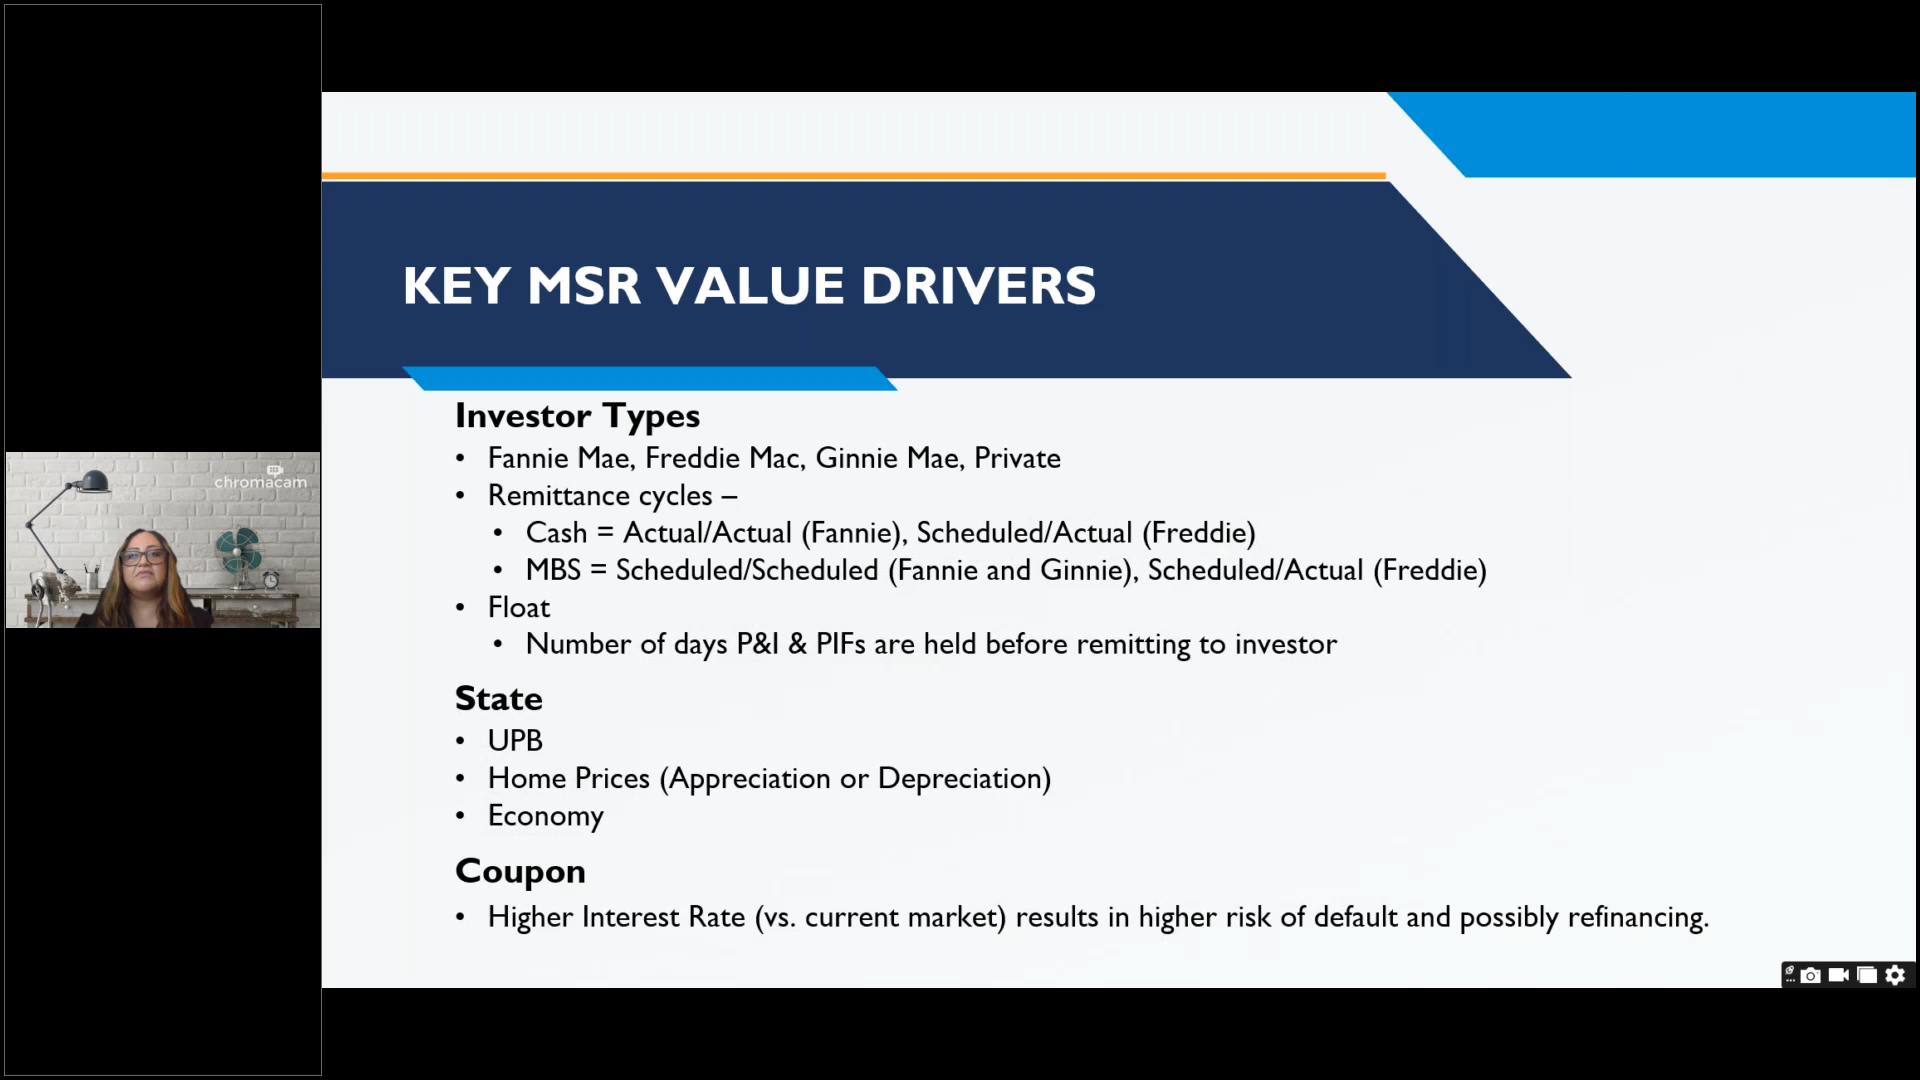 KEY MSR VALUE DRIVERS
chromacam
Investor Types
• Fannie Mae, Freddie Mac, Ginnie Mae, Private
• Remittance cycles –
• Cash = Actual/Actual (Fannie), Scheduled/Actual (Freddie)
• MBS = Scheduled/Scheduled (Fannie and Ginnie), Scheduled/Actual (Freddie)
• Float
• Number of days P&I & PIFs are held before remitting to investor
State
• UPB
• Home Prices (Appreciation or Depreciation)
• Economy
Coupon
• Higher Interest Rate (vs. current market) results in higher risk of default and possibly refinancing.